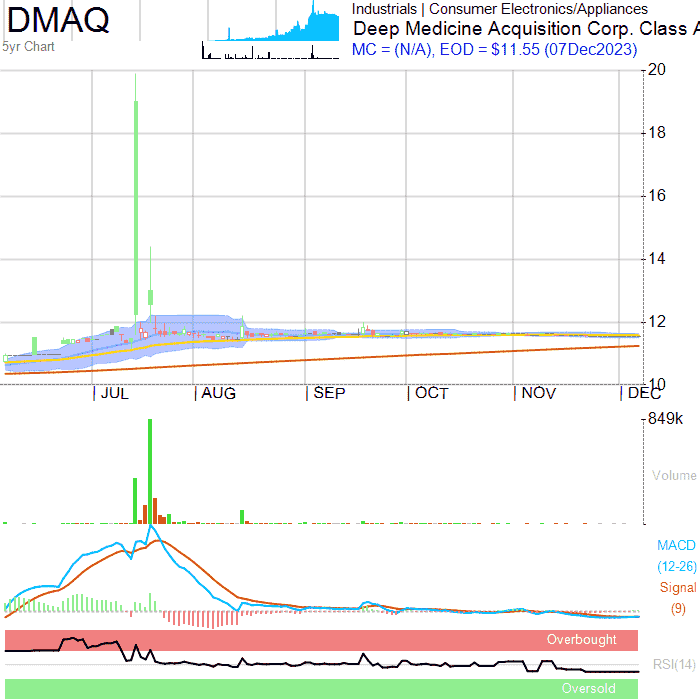 DMAQ
5yr Chart
Industrials | Consumer Electronics/Appliances
Deep Medicine Acquisition Corp. Class A
MC = (N/A), EOD = $11.55 (07Dec2023)
20
18
16
14
12
10
JUL AUG SEP OCT NOV DEC
849k
Volume
MACD
(12-26)
Signal
(9)
Overbought
RSI(14)
Oversold